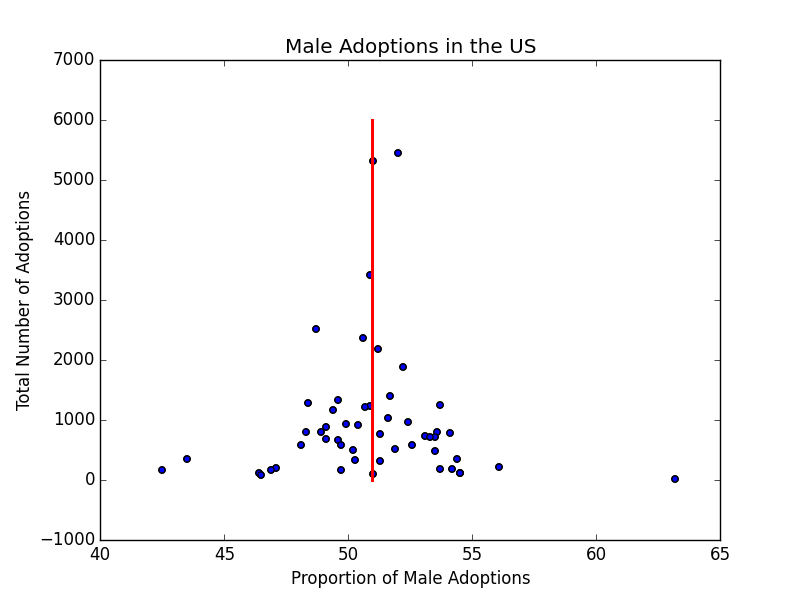 Male Adoptions in the US
7000
6000
5000
4000
3000
2000
1000
0
−1000
Total Number of Adoptions
40 45 50 55 60 65
Proportion of Male Adoptions